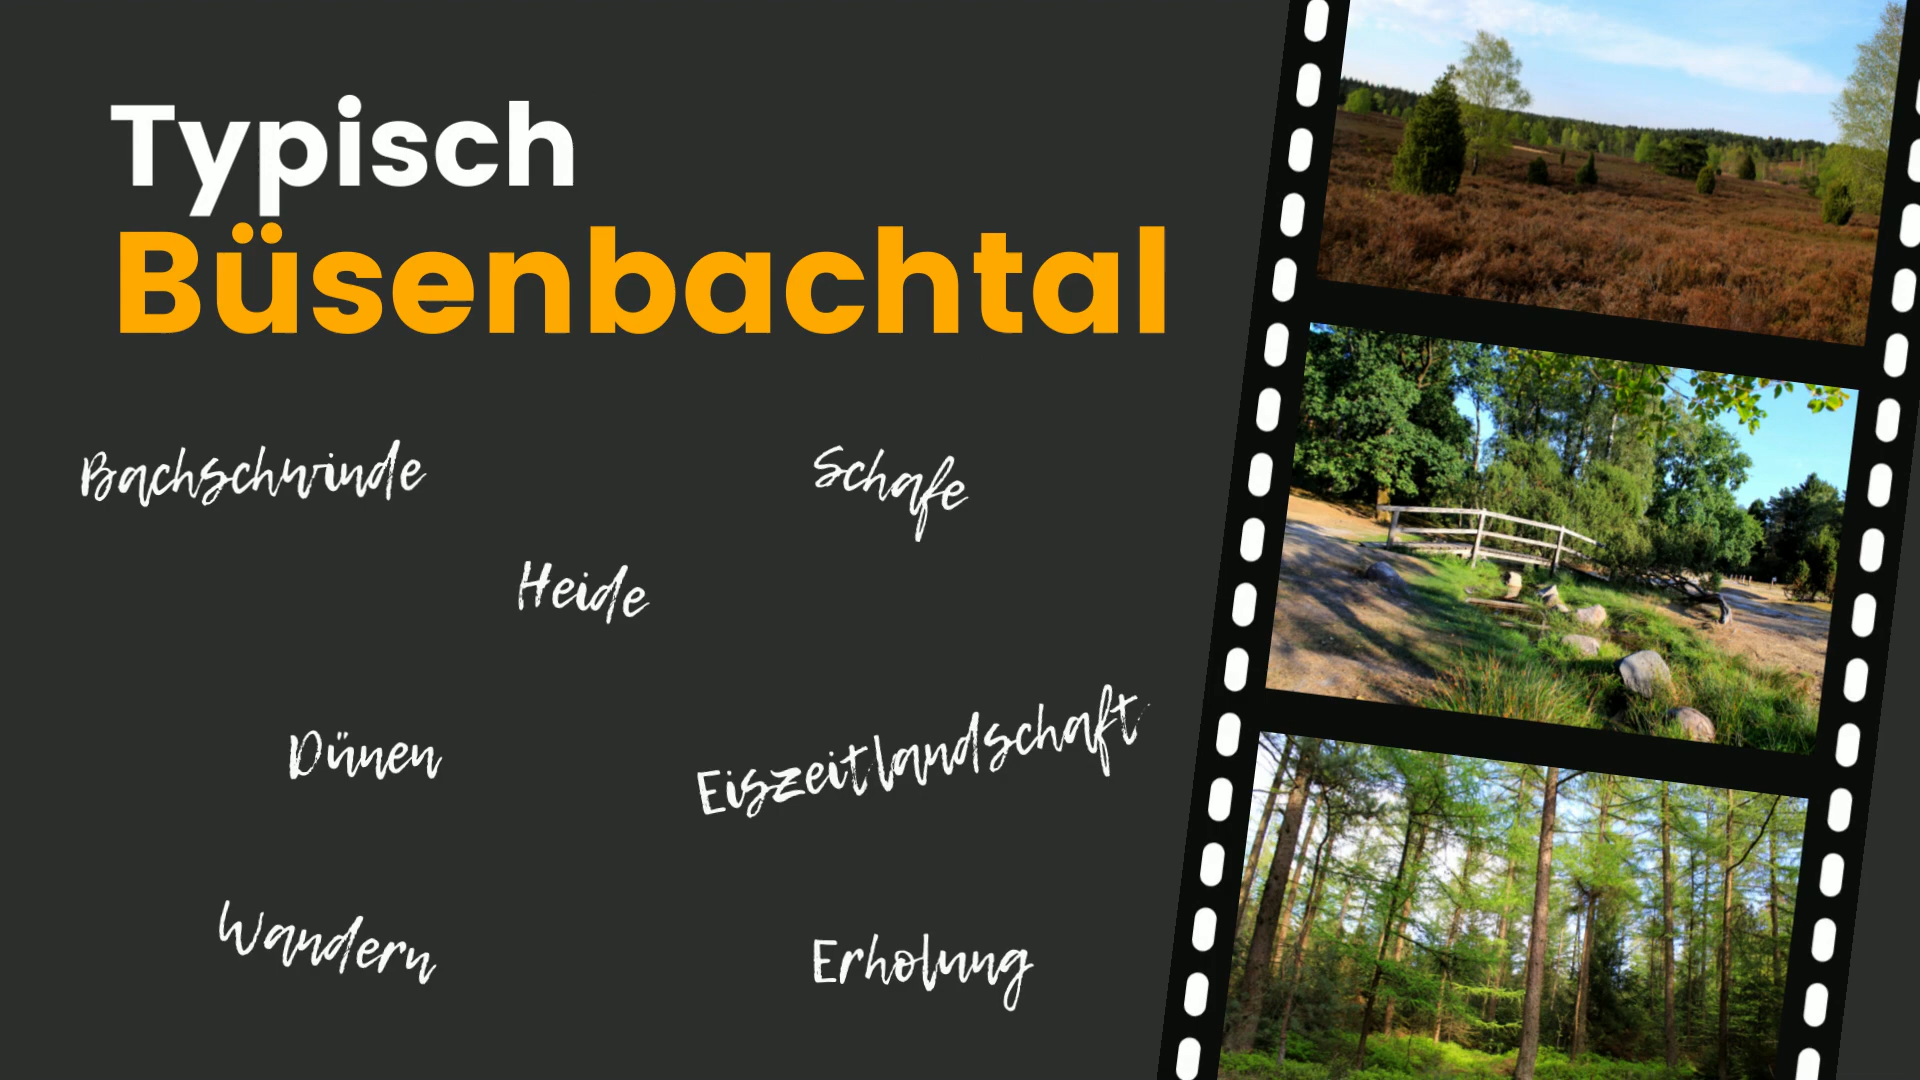 Typisch
Büsenbachtal
Bachschwinde
Schafe
Heide
Dünen
Eiszeitlandschaft
Wandern
Erholung